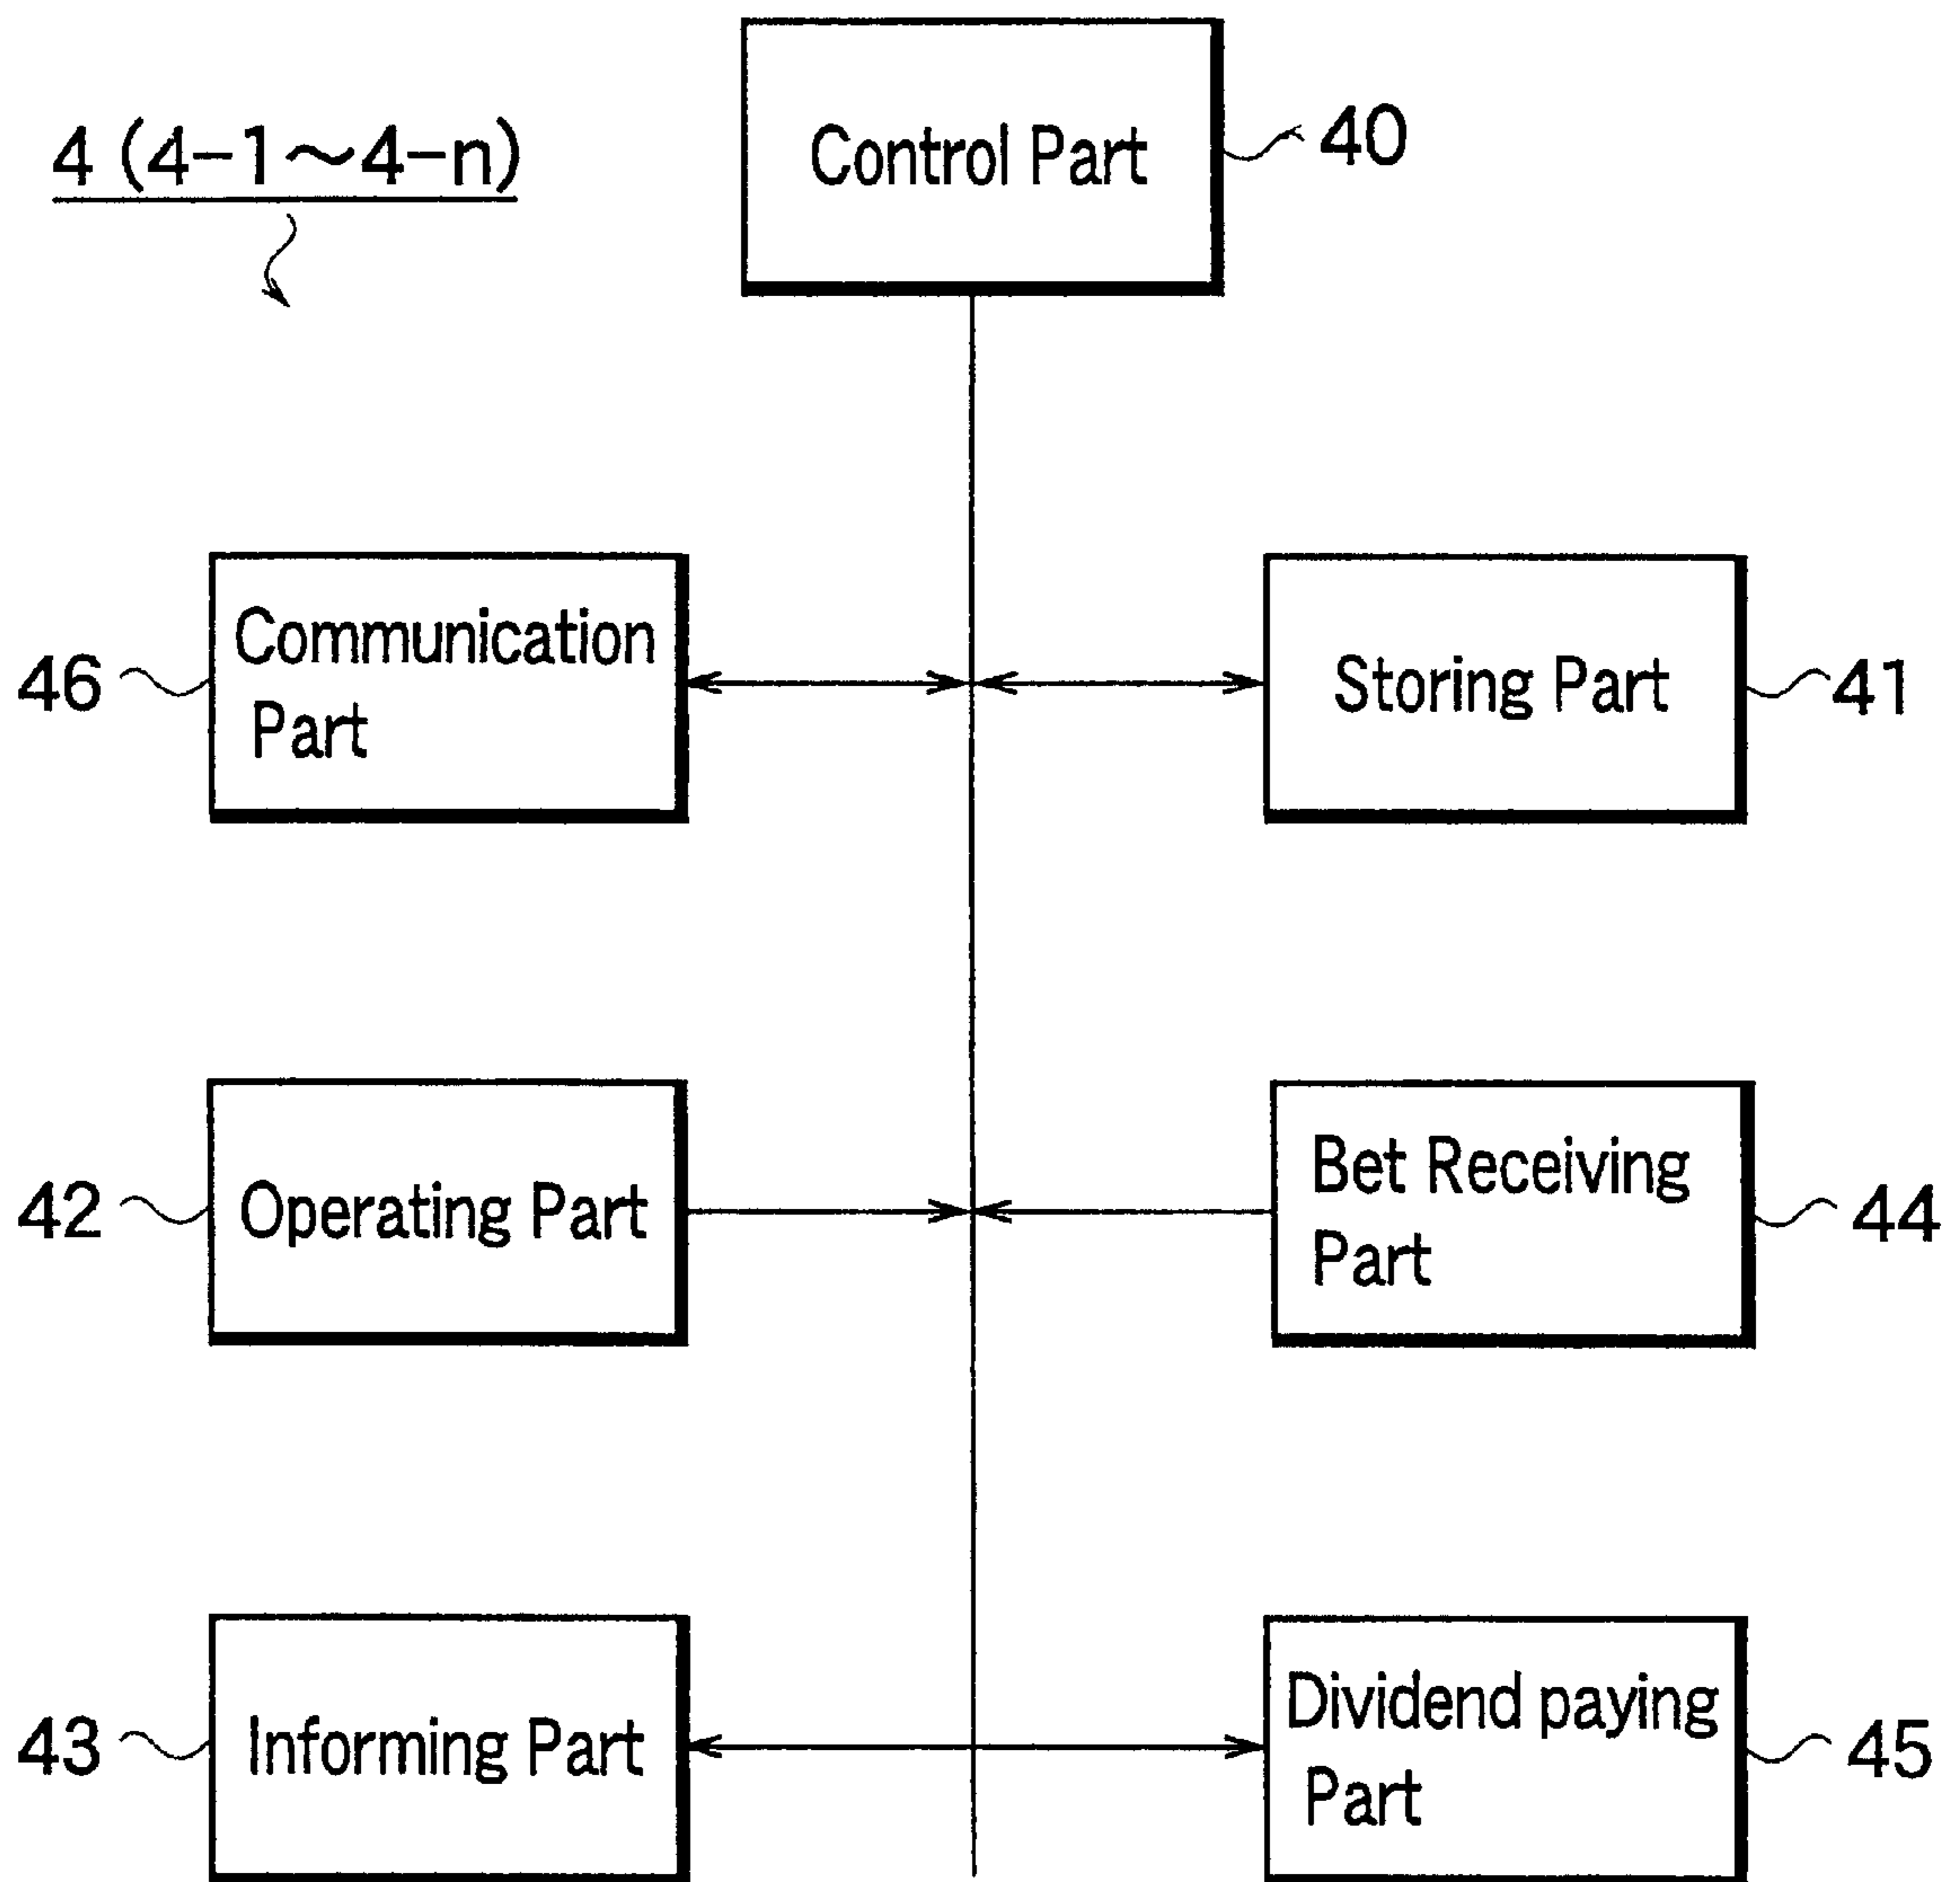 4 (4-1～4-n)
Control Part
40
46
Communication
Part
Storing Part
41
42
Operating Part
Bet Receiving
Part
44
43
Informing Part
Dividend paying
Part
45